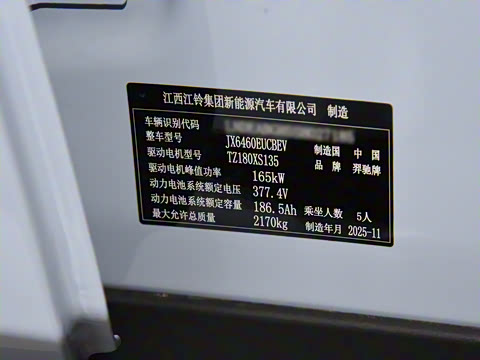 江西江铃集团新能源汽车有限公司 制造
车辆识别代码
整车型号 JX6460EUCBEV 制造国 中国
驱动电机型号 TZ180XS135 品牌 羿驰牌
驱动电机峰值功率 165kW
动力电池系统额定电压 377.4V
动力电池系统额定容量 186.5Ah 乘坐人数 5人
最大允许总质量 2170kg 制造年月 2025-11